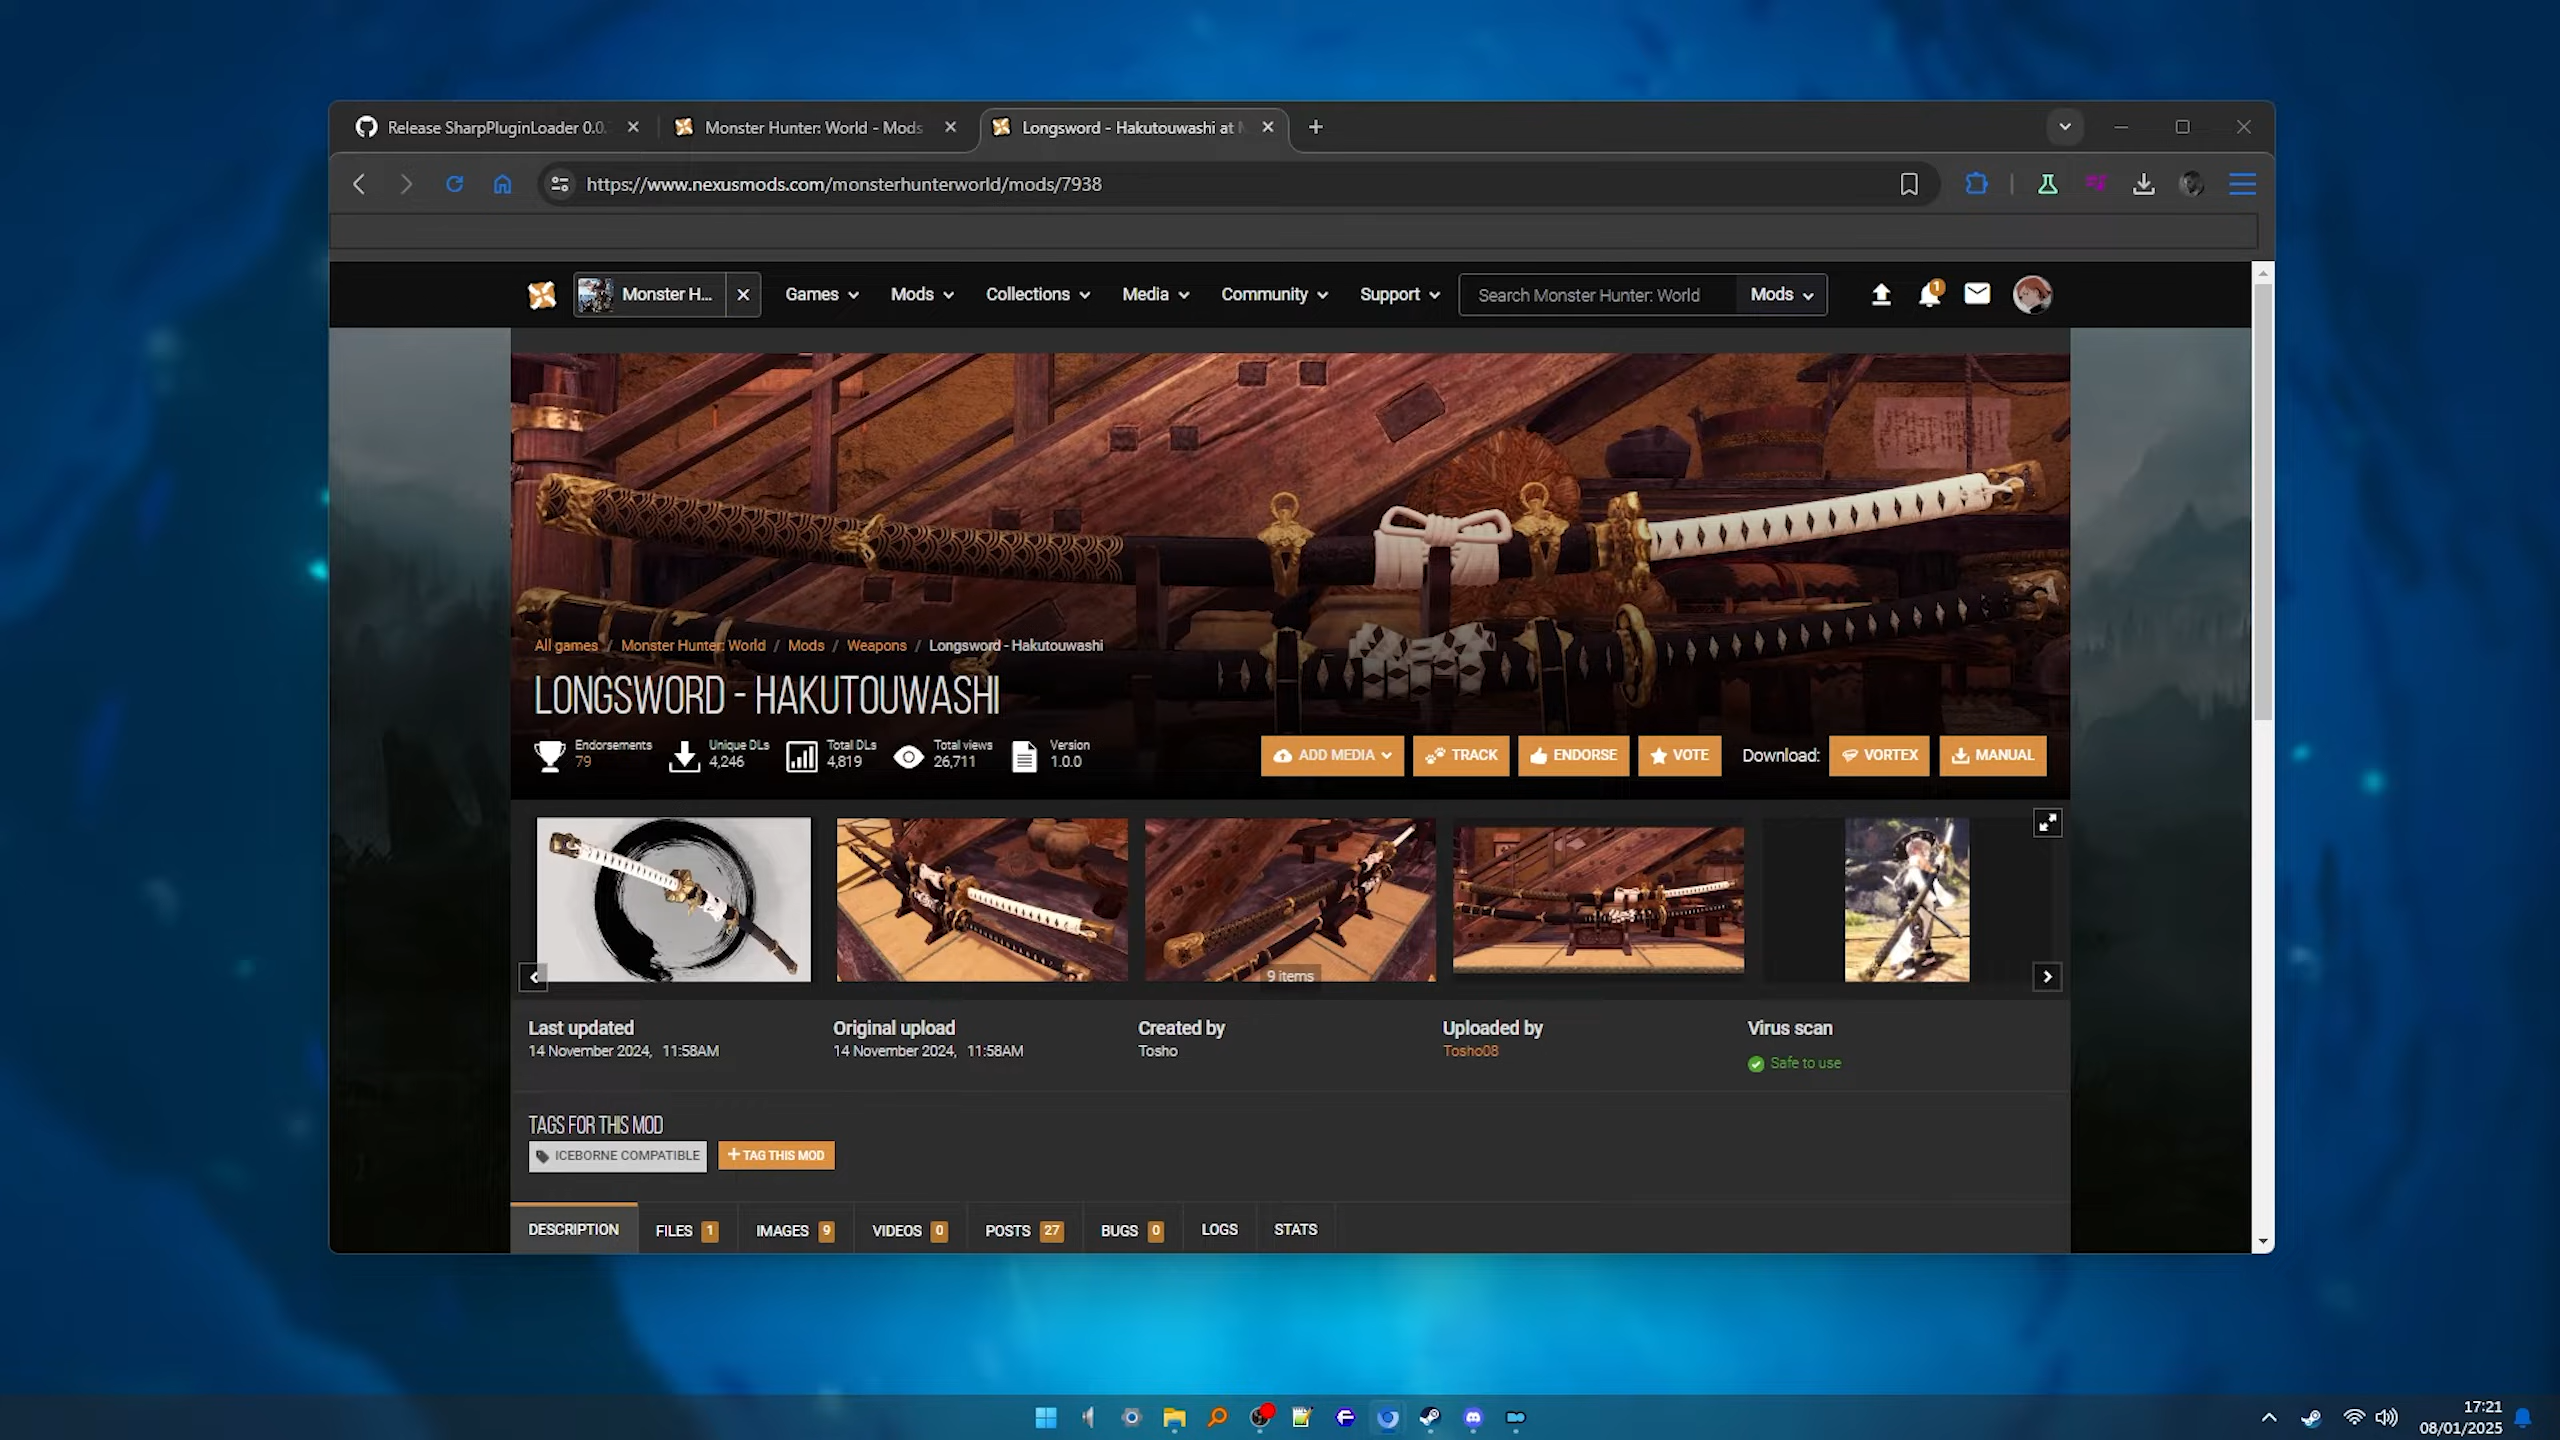 Release SharpPluginLoader 0.0.
Monster Hunter: World - Mods
Longsword - Hakutouwashi at
https://www.nexusmods.com/monsterhunterworld/mods/7938
Monster H...
Games
Mods
Collections
Media
Community
Support
Search Monster Hunter: World
Mods
1
All games / Monster Hunter: World / Mods / Weapons / Longsword - Hakutouwashi
LONGSWORD - HAKUTOUWASHI
Endorsements
79
Unique DLs
4,246
Total DLs
4,819
Total views
26,711
Version
1.0.0
ADD MEDIA
TRACK
ENDORSE
VOTE
Download:
VORTEX
MANUAL
9 items
Last updated
14 November 2024, 11:58AM
Original upload
14 November 2024, 11:58AM
Created by
Tosho
Uploaded by
Tosho08
Virus scan
Safe to use
TAGS FOR THIS MOD
ICEBORNE COMPATIBLE
+ TAG THIS MOD
DESCRIPTION
FILES 1
IMAGES 9
VIDEOS 0
POSTS 27
BUGS 0
LOGS
STATS
17:21
08/01/2025